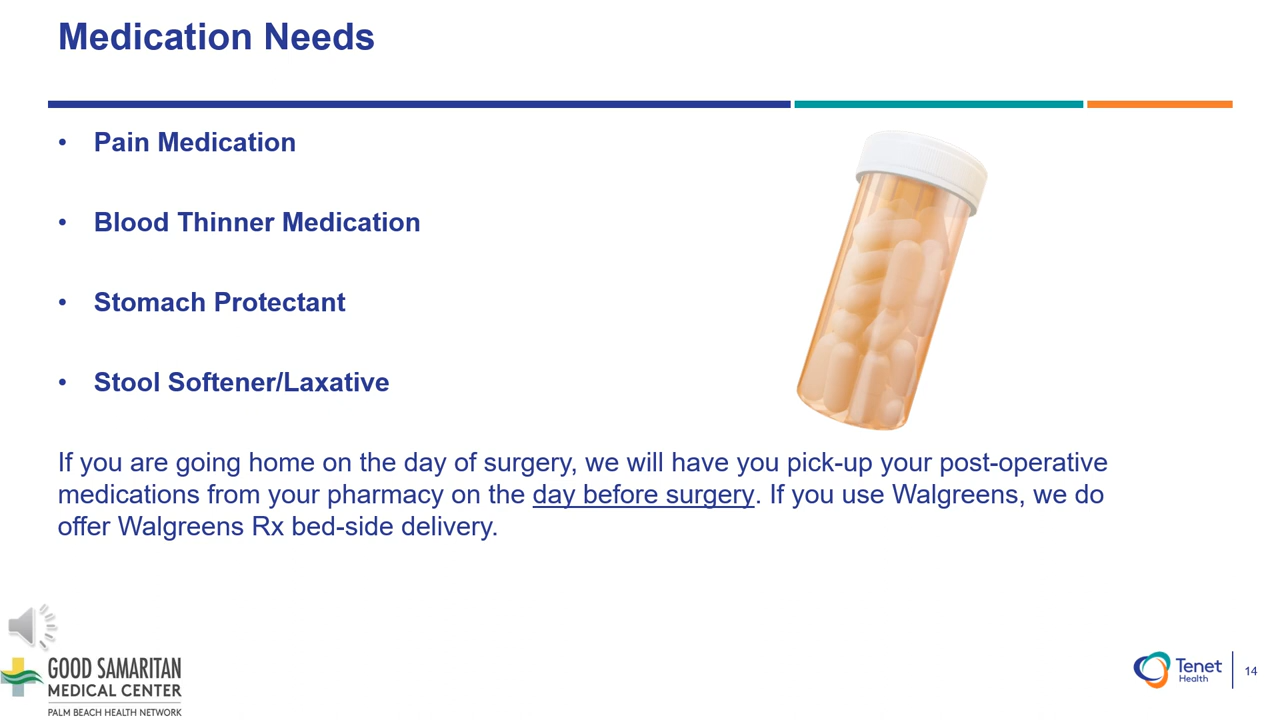 Medication Needs
• Pain Medication
• Blood Thinner Medication
• Stomach Protectant
• Stool Softener/Laxative
If you are going home on the day of surgery, we will have you pick-up your post-operative
medications from your pharmacy on the day before surgery. If you use Walgreens, we do
offer Walgreens Rx bed-side delivery.
GOOD SAMARITAN
MEDICAL CENTER
PALM BEACH HEALTH NETWORK
Tenet
Health
14